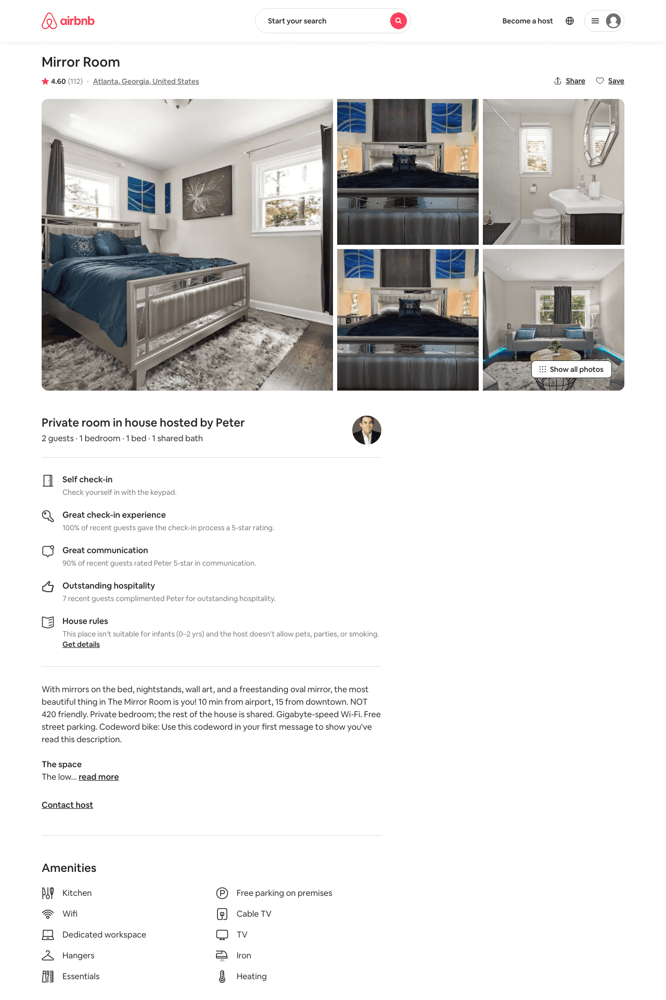 airbnb
Start your search
Become a host
Mirror Room
4.60 (112) · Atlanta, Georgia, United States
Share
Save
Show all photos
Private room in house hosted by Peter
2 guests · 1 bedroom · 1 bed · 1 shared bath
Self check-in
Check yourself in with the keypad.
Great check-in experience
100% of recent guests gave the check-in process a 5-star rating.
Great communication
90% of recent guests rated Peter 5-star in communication.
Outstanding hospitality
7 recent guests complimented Peter for outstanding hospitality.
House rules
This place isn't suitable for infants (0–2 yrs) and the host doesn't allow pets, parties, or smoking.
Get details
With mirrors on the bed, nightstands, wall art, and a freestanding oval mirror, the most
beautiful thing in The Mirror Room is you! 10 min from airport, 15 from downtown. NOT
420 friendly. Private bedroom; the rest of the house is shared. Gigabyte-speed Wi-Fi. Free
street parking. Codeword bike: Use this codeword in your first message to show you've
read this description.
The space
The low... read more
Contact host
Amenities
Kitchen
Free parking on premises
Wifi
Cable TV
Dedicated workspace
TV
Hangers
Iron
Essentials
Heating